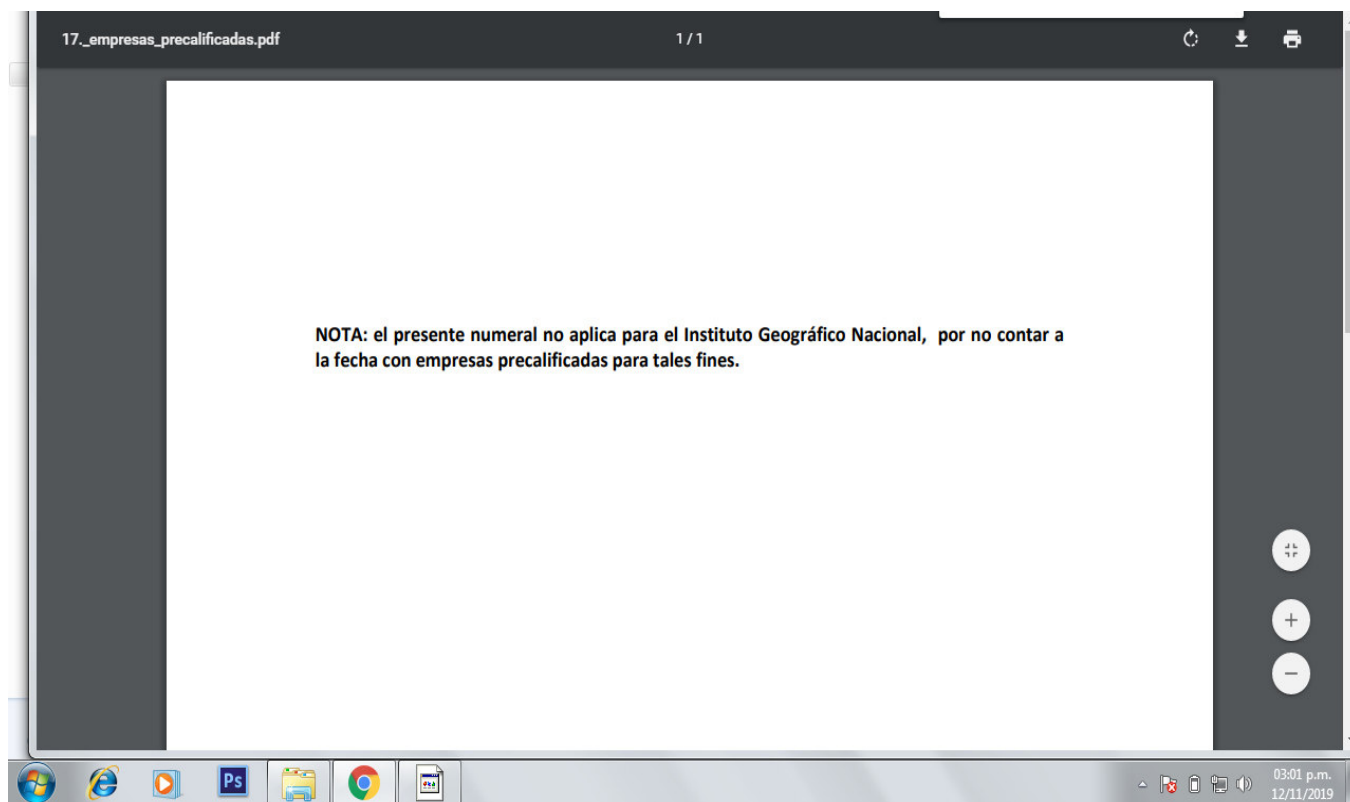 17._empresas_precalificadas.pdf
1 / 1
NOTA: el presente numeral no aplica para el Instituto Geográfico Nacional, por no contar a
la fecha con empresas precalificadas para tales fines.
Ps
03:01 p.m.
12/11/2019